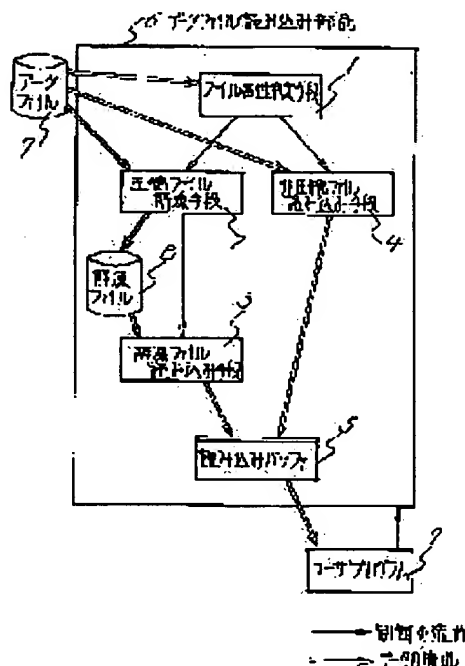 データファイル読み込み部品
データ
ファイル
7
ファイル属性判定手段
圧縮ファイル
解凍手段
非圧縮ファイル
読み込み手段
4
解凍
ファイル
解凍ファイル
読み込み手段
読み込みバッファ
ユーザプログラム
制御の流れ
データの流れ